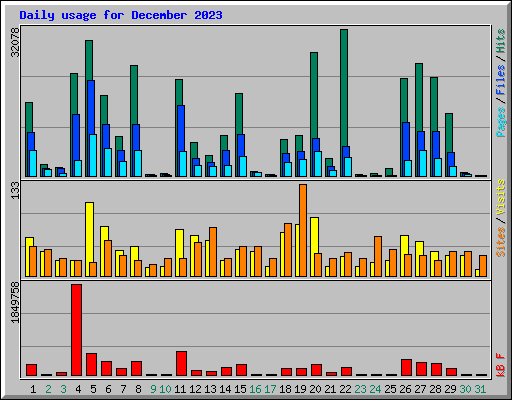 Daily usage for December 2023
32078
Pages / Files / Hits
133
Sites / Visits
1849758
kB F
1 2 3 4 5 6 7 8 9 10 11 12 13 14 15 16 17 18 19 20 21 22 23 24 25 26 27 28 29 30 31